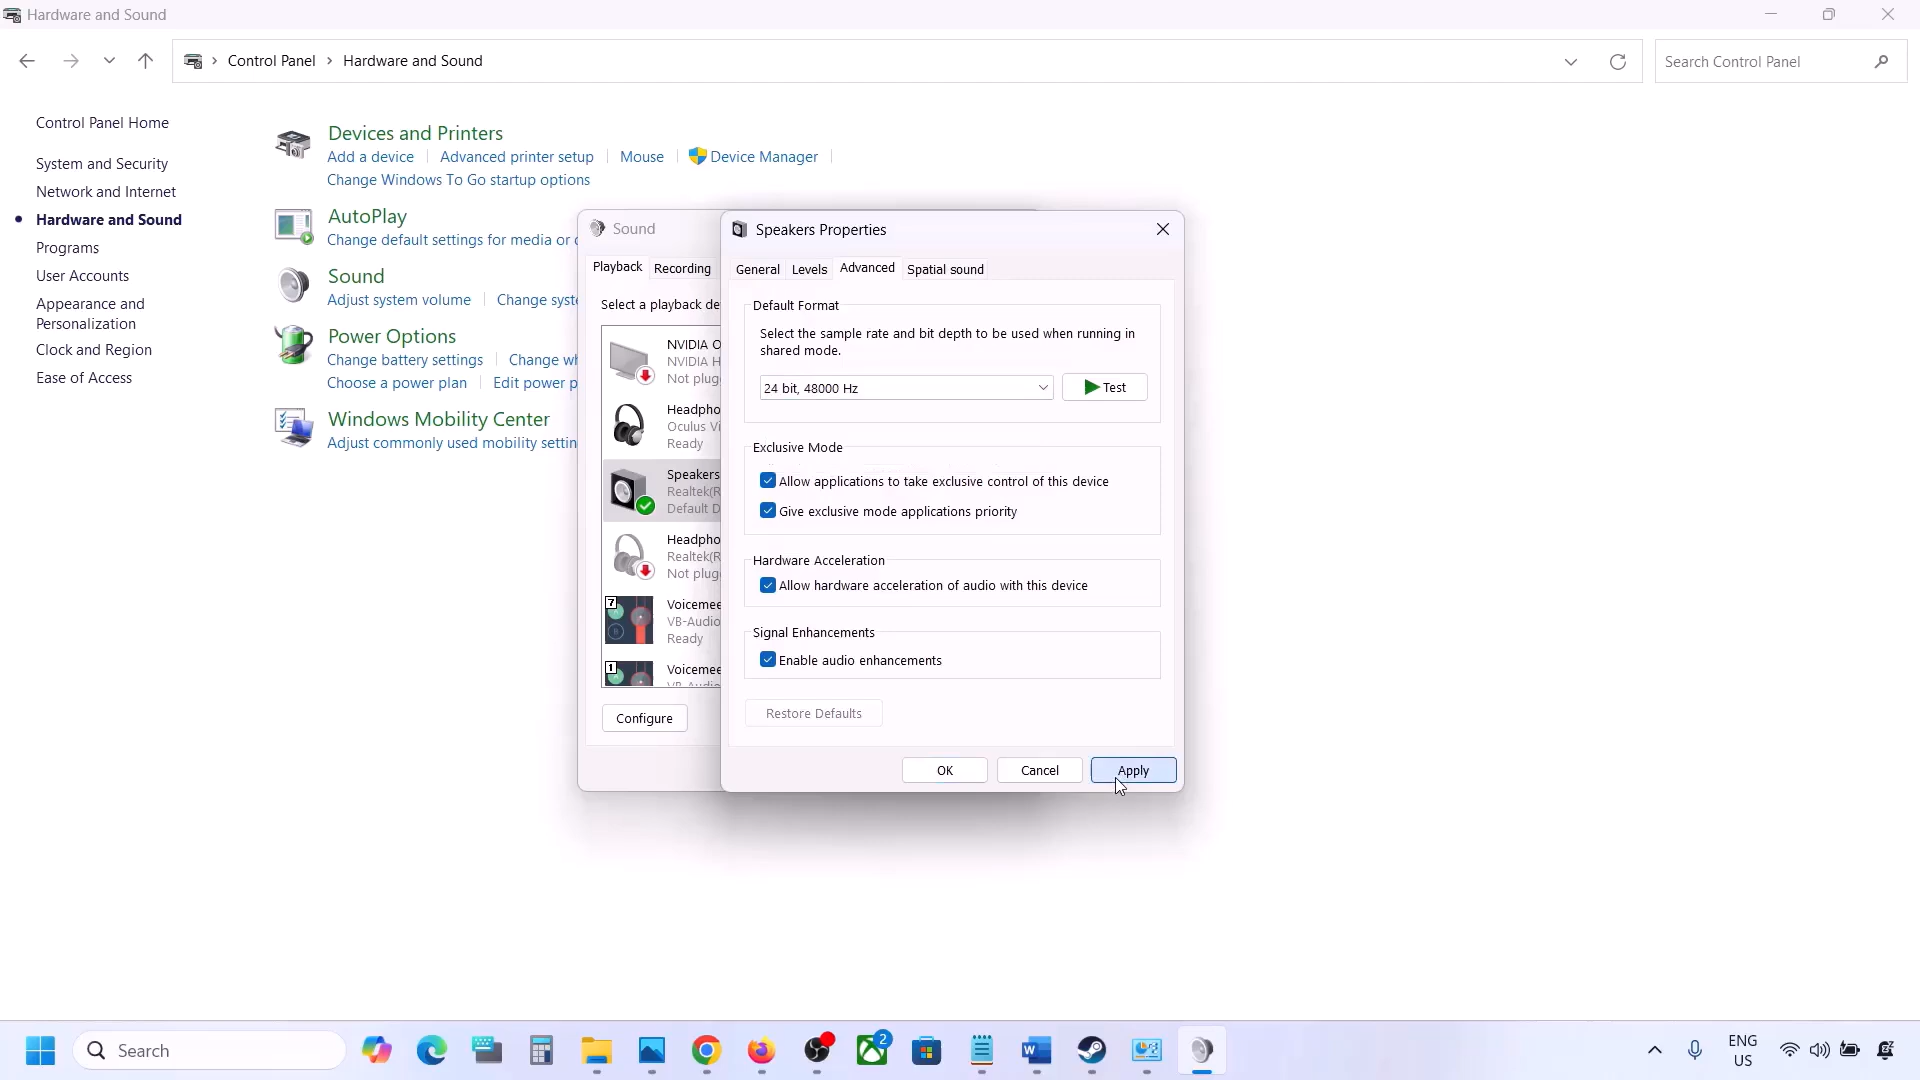 Hardware and Sound
Control Panel > Hardware and Sound
Search Control Panel
Control Panel Home
System and Security
Network and Internet
Hardware and Sound
Programs
User Accounts
Appearance and
Personalization
Clock and Region
Ease of Access
Devices and Printers
Add a device
Advanced printer setup
Mouse
Device Manager
Change Windows To Go startup options
AutoPlay
Change default settings for media or
Sound
Adjust system volume
Change syste
Power Options
Change battery settings
Change wh
Choose a power plan
Edit power p
Windows Mobility Center
Adjust commonly used mobility settin
Sound
Playback
Recording
Select a playback de
NVIDIA O
NVIDIA H
Not plug
Headpho
Oculus Vi
Ready
Speakers
Realtek(R
Default D
Headpho
Realtek(R
Not plug
7
Voicemee
VB-Audio
Ready
1
Voicemee
VB-Audio
Configure
Speakers Properties
General
Levels
Advanced
Spatial sound
Default Format
Select the sample rate and bit depth to be used when running in
shared mode.
24 bit, 48000 Hz
Test
Exclusive Mode
Allow applications to take exclusive control of this device
Give exclusive mode applications priority
Hardware Acceleration
Allow hardware acceleration of audio with this device
Signal Enhancements
Enable audio enhancements
Restore Defaults
OK
Cancel
Apply
Search
2
ENG
US